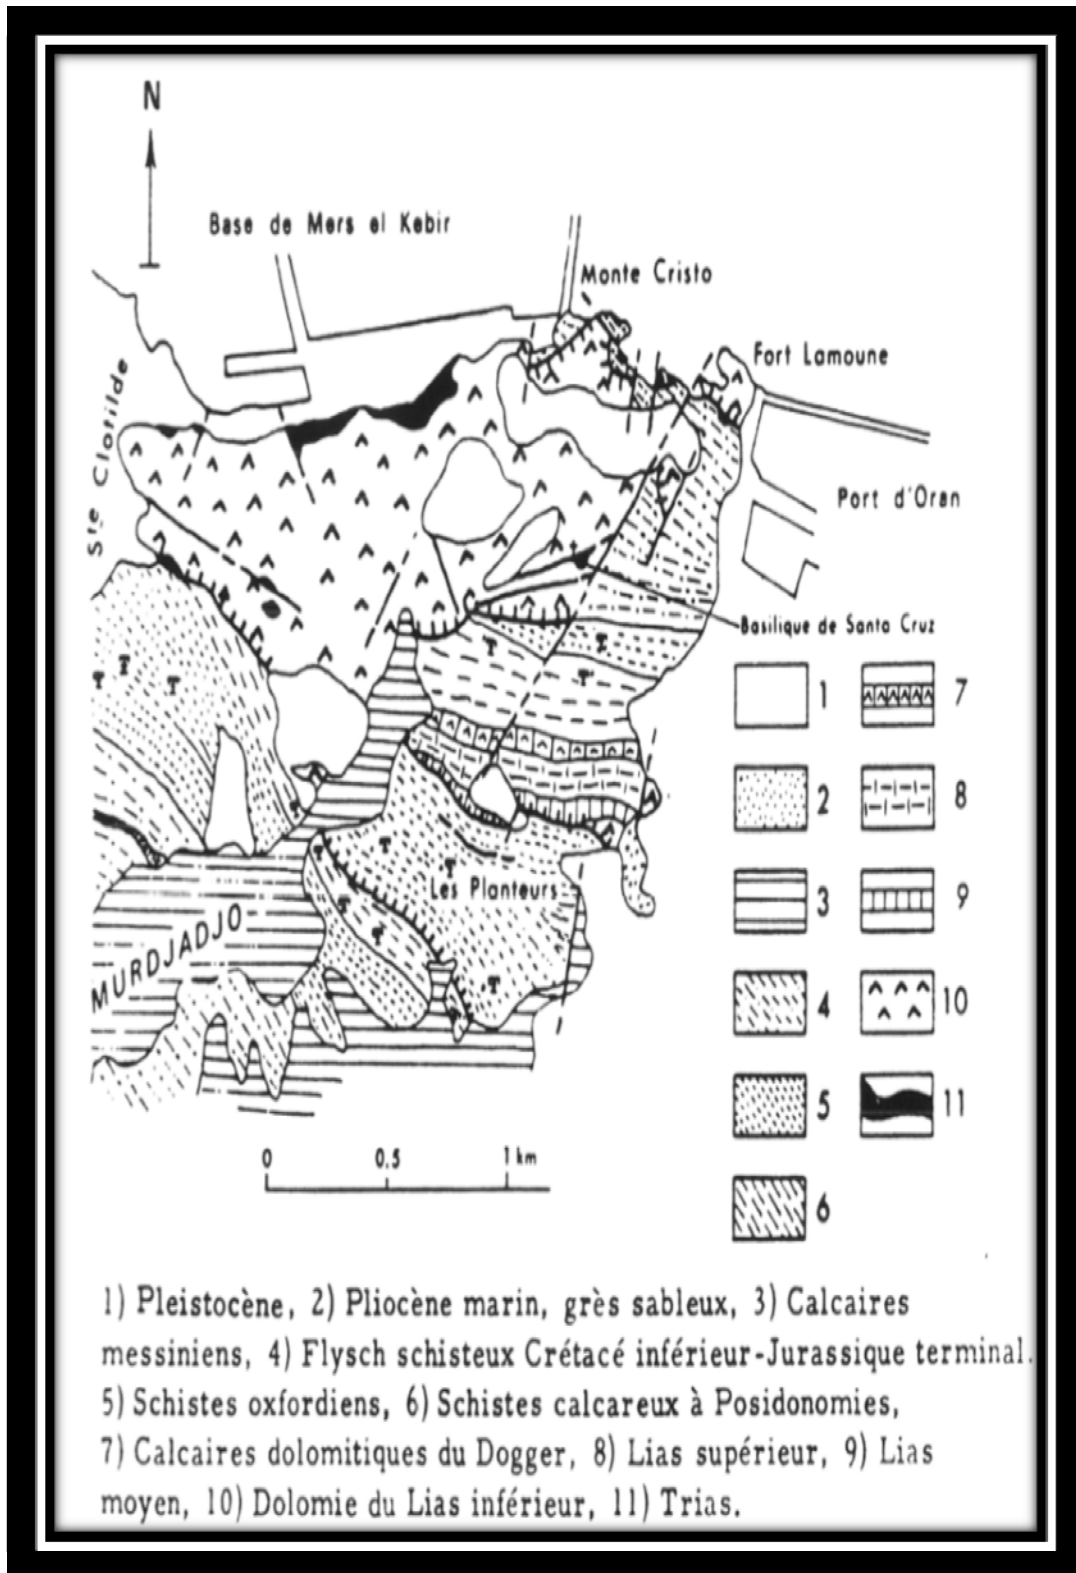 N
Base de Mers el Kebir
Monte Cristo
Fort Lamoune
Ste Clotilde
Port d'Oran
Basilique de Santa Cruz
1
7
2
8
3
9
Les Planteurs
MURDJADJO
4
10
5
11
6
0 0,5 1 km
1) Pleistocène, 2) Pliocène marin, grès sableux, 3) Calcaires
messiniens, 4) Flysch schisteux Crétacé inférieur-Jurassique terminal.
5) Schistes oxfordiens, 6) Schistes calcareux à Posidonomies,
7) Calcaires dolomitiques du Dogger, 8) Lias supérieur, 9) Lias
moyen, 10) Dolomie du Lias inférieur, 11) Trias.